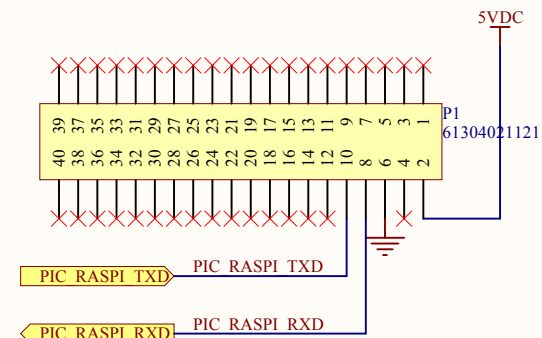 5VDC
P1
61304021121
39 37 35 33 31 29 27 25 23 21 19 17 15 13 11 9 7 5 3 1
40 38 36 34 32 30 28 26 24 22 20 18 16 14 12 10 8 6 4 2
PIC_RASPI_TXD PIC_RASPI_TXD
PIC_RASPI_RXD PIC_RASPI_RXD